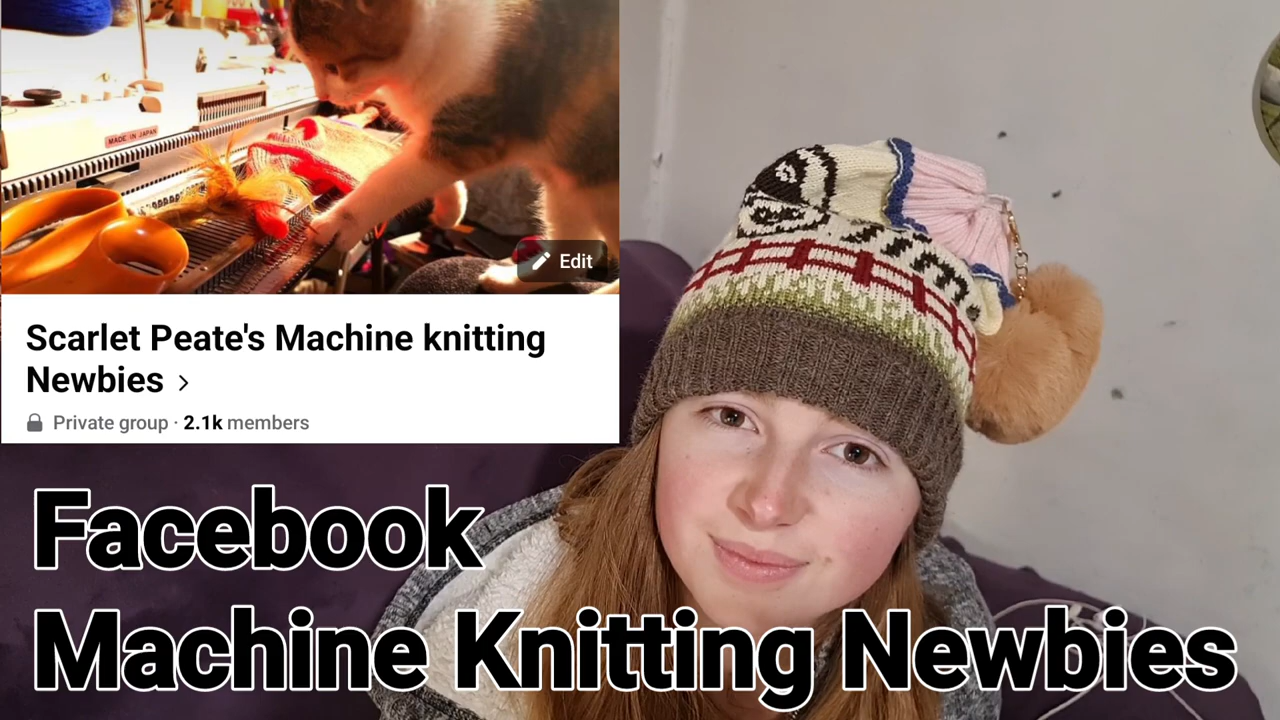 MADE IN JAPAN
Edit
Scarlet Peate's Machine knitting
Newbies >
Private group · 2.1k members
Facebook
Machine Knitting Newbies